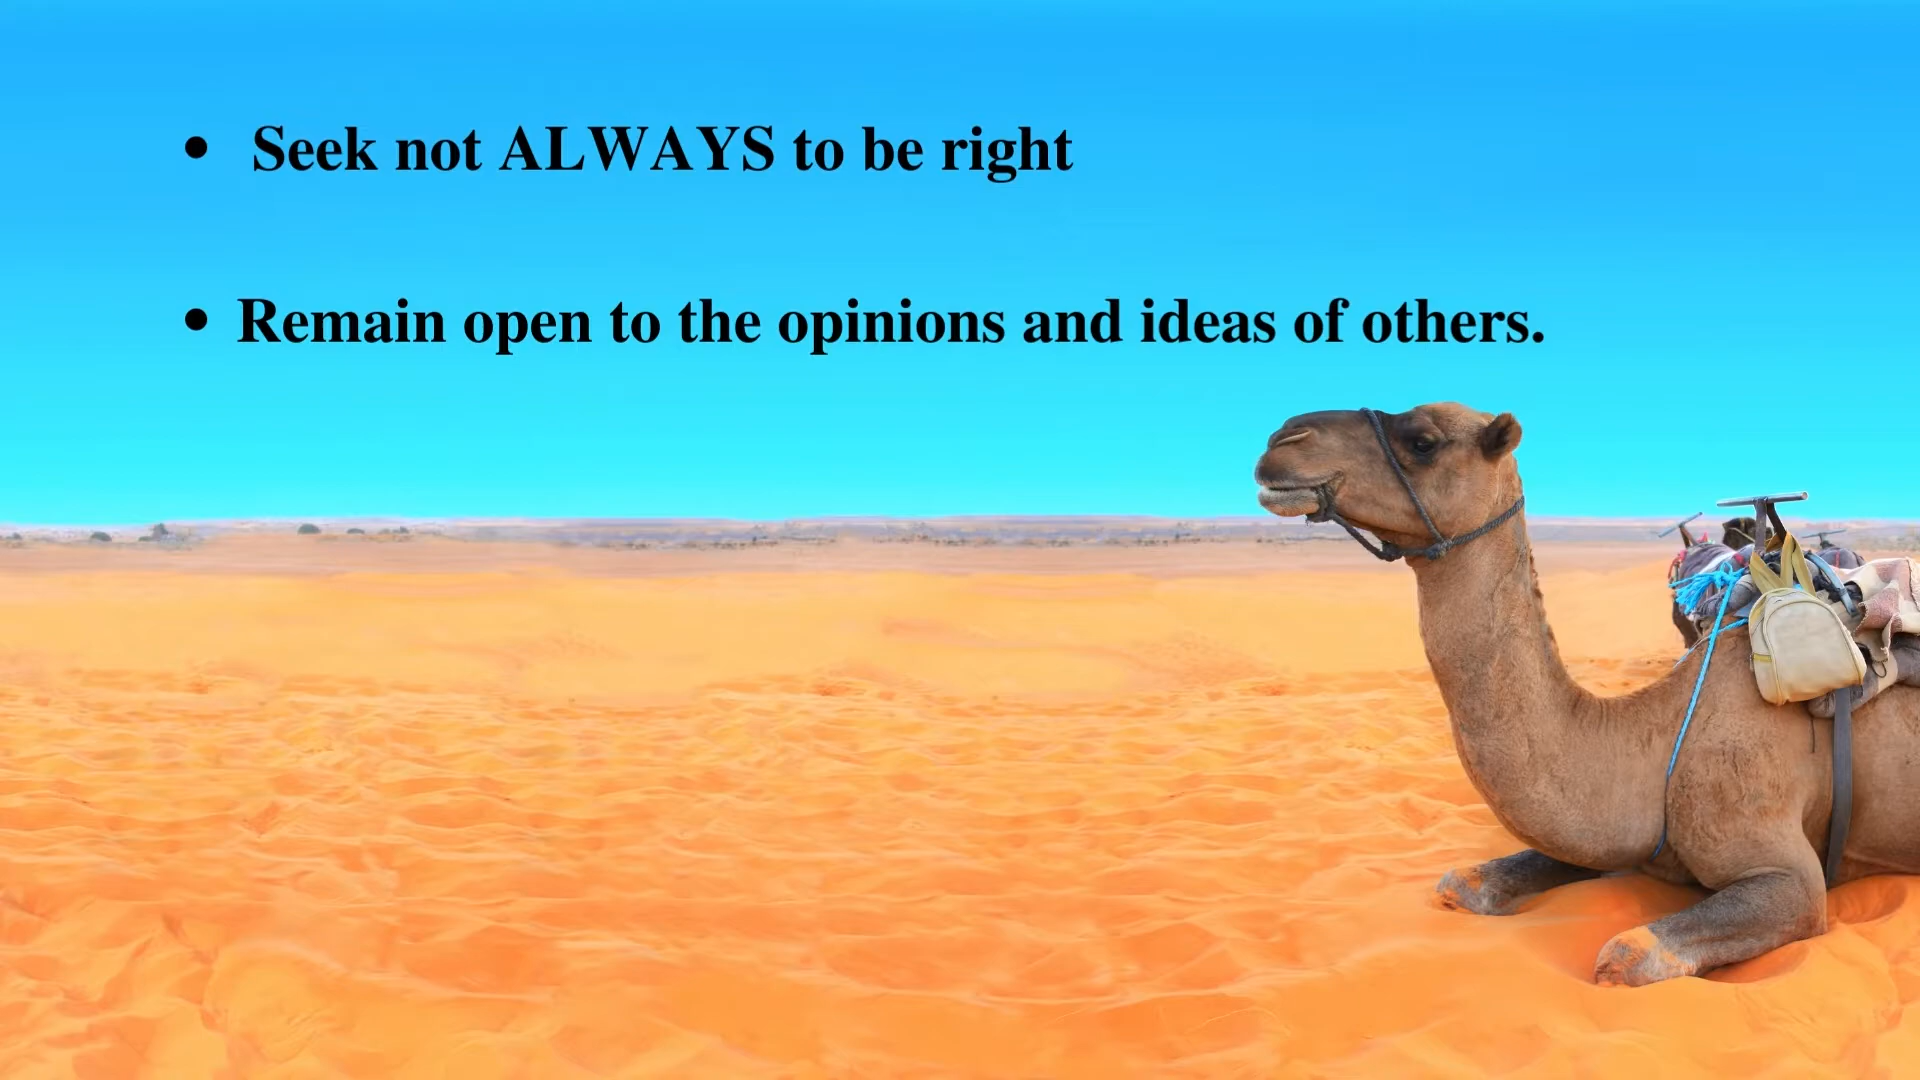 • Seek not ALWAYS to be right
• Remain open to the opinions and ideas of others.